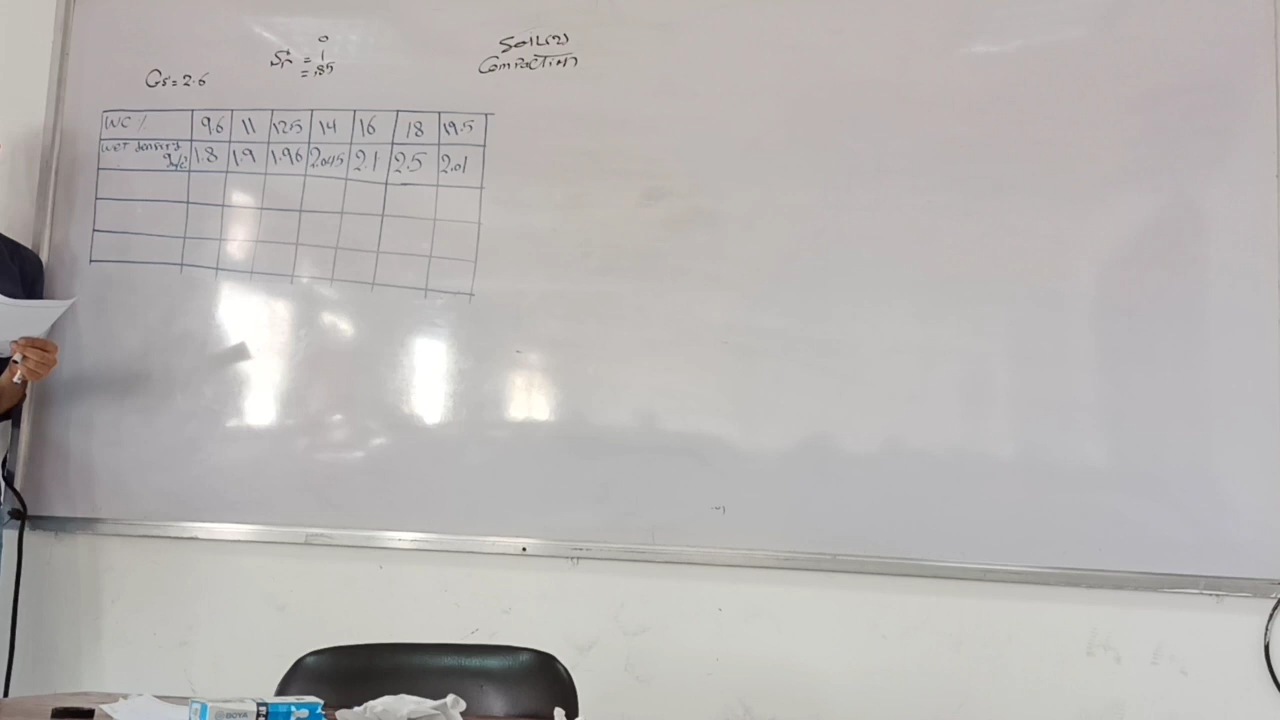 SOIL(2)
Compaction
Gs = 2.6
Sr = 0
= 1
= .85
WC % 9.6 11 12.5 14 16 18 19.5
wet density g/c 1.8 1.9 1.96 2.045 2.1 2.5 2.01
BOYA